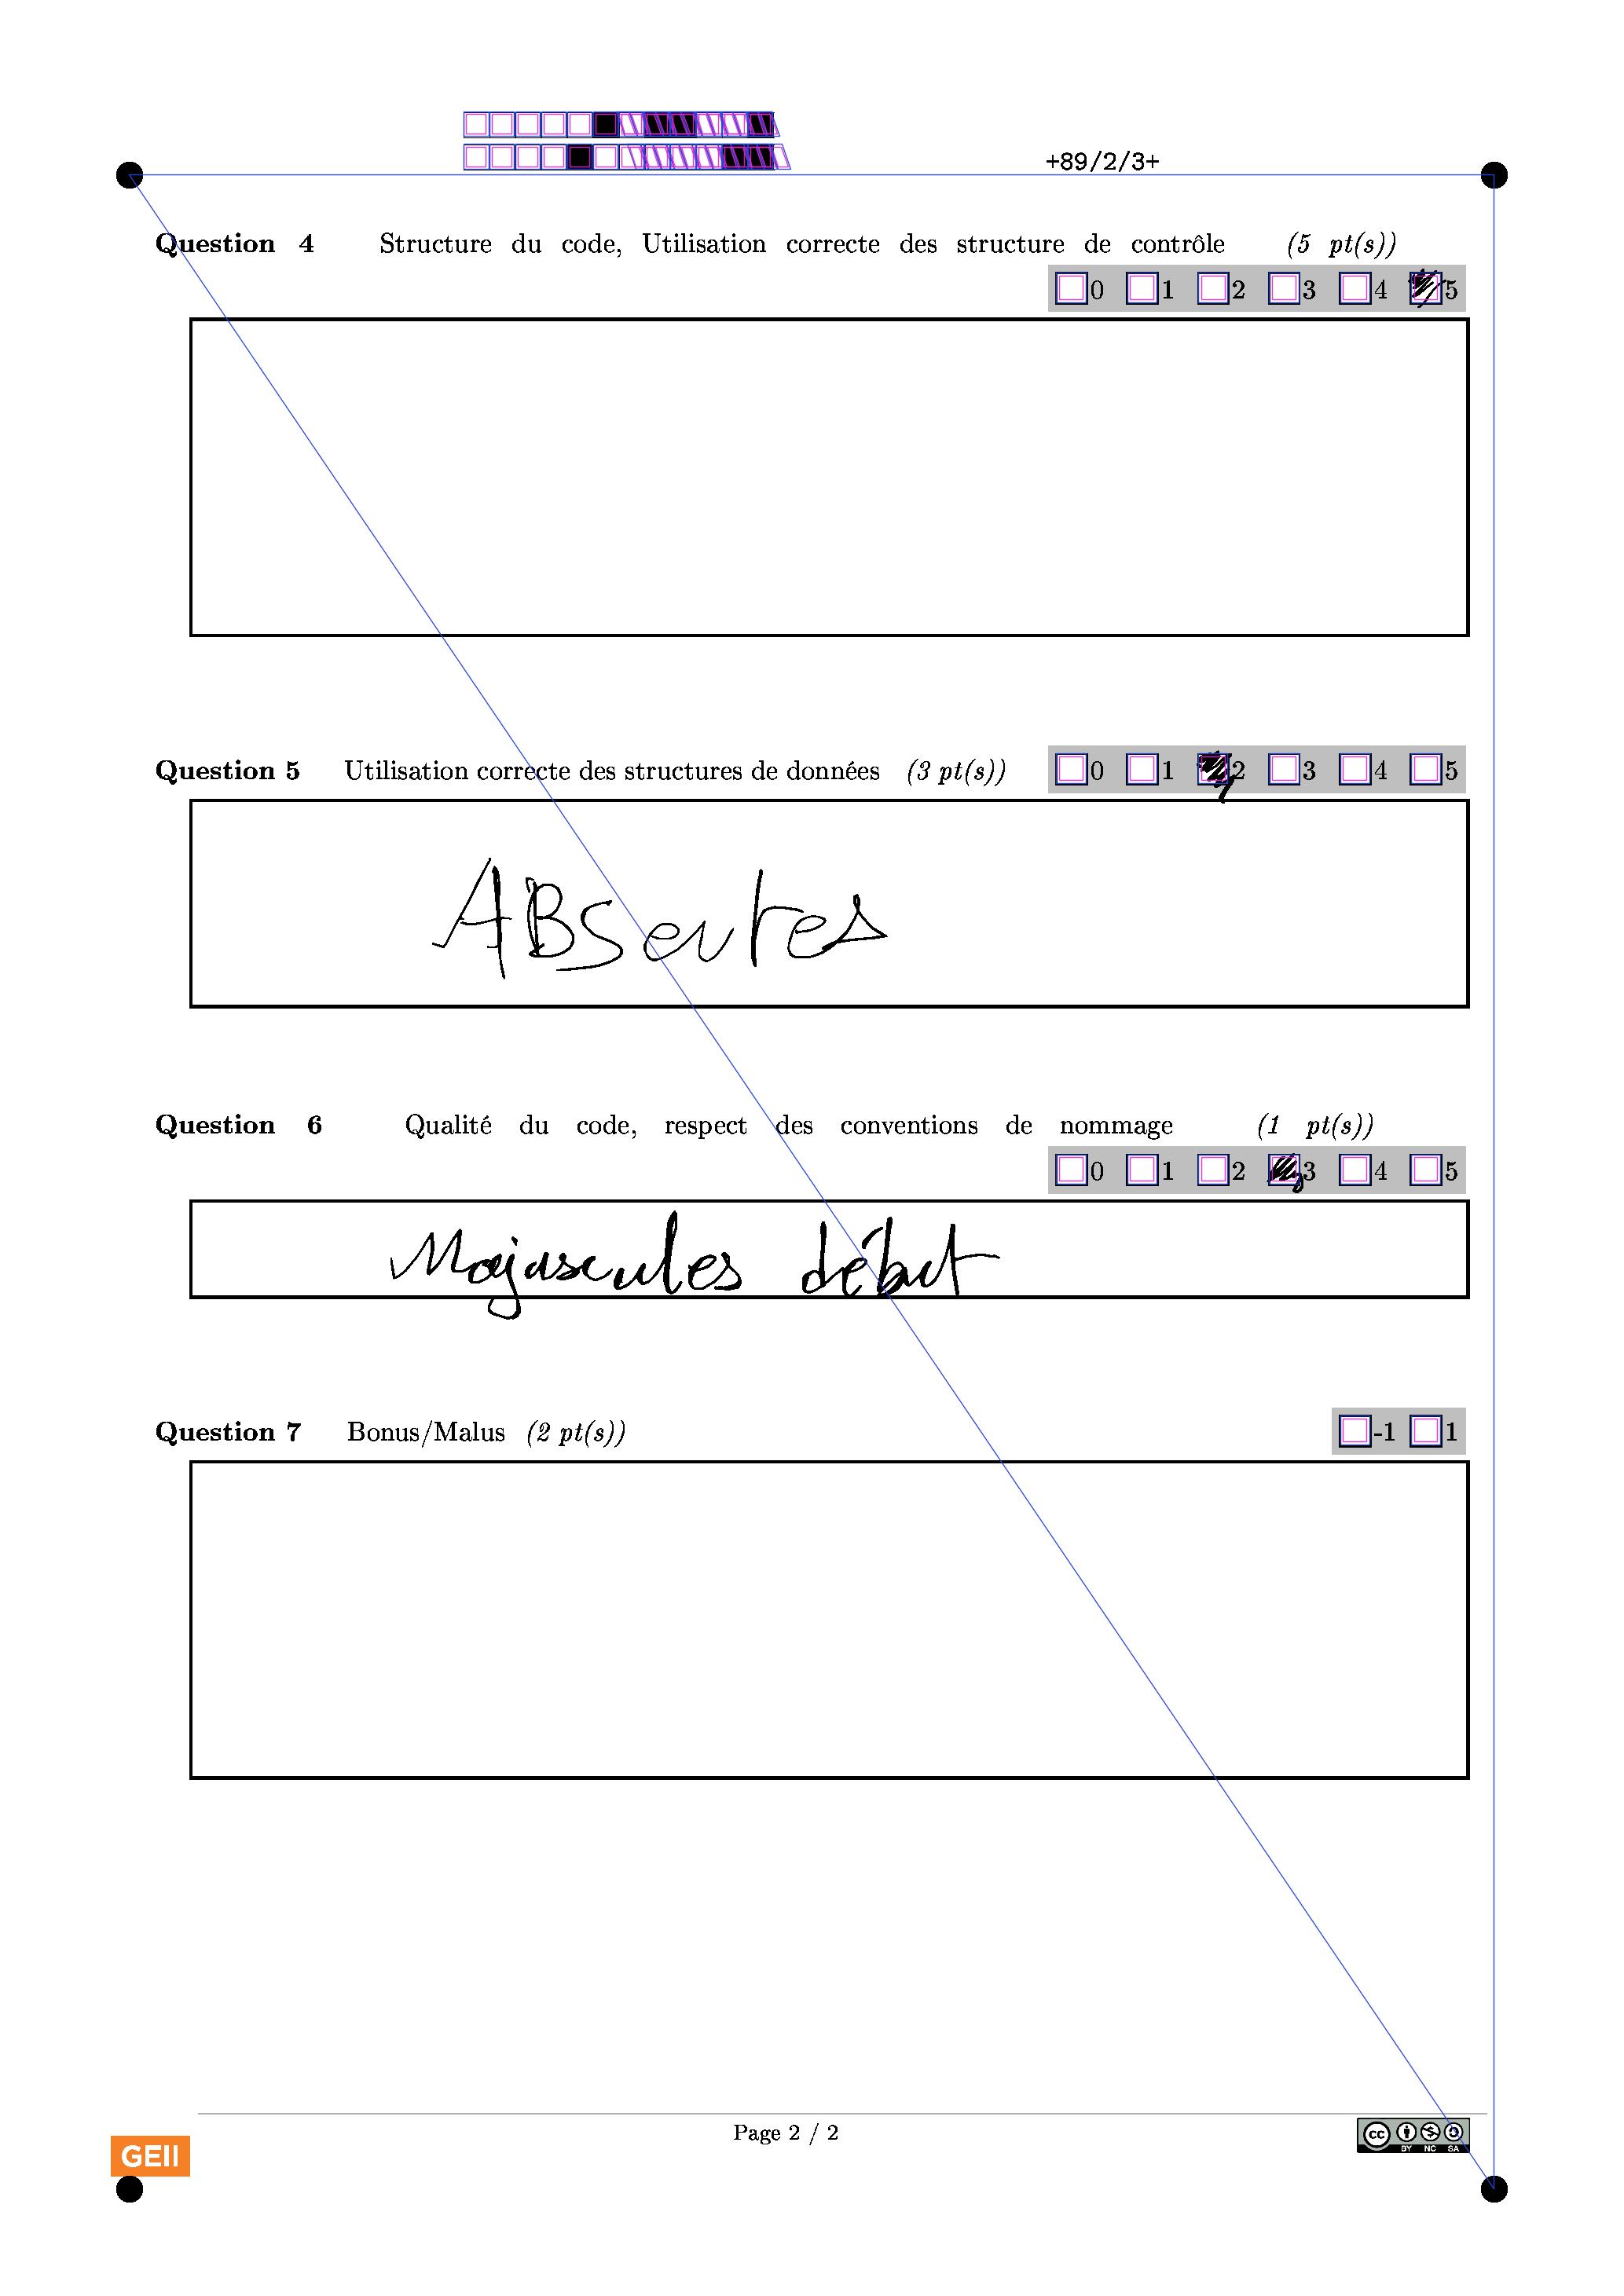 +89/2/3+
Question 4 Structure du code, Utilisation correcte des structure de contrôle (5 pt(s))
0 1 2 3 4 5
Question 5 Utilisation correcte des structures de données (3 pt(s)) 0 1 2 3 4 5
ABSentes
Question 6 Qualité du code, respect des conventions de nommage (1 pt(s))
0 1 2 3 4 5
Majuscules début
Question 7 Bonus/Malus (2 pt(s)) -1 1
Page 2 / 2
GEII
cc BY NC SA